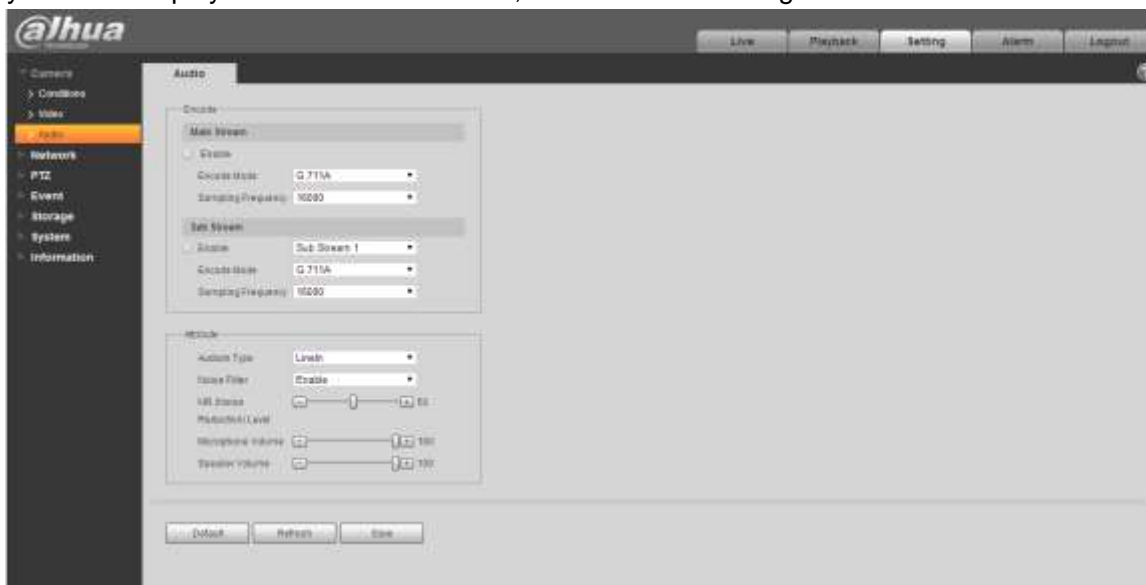 alhua
Live Playback Setting Alarm Logout
Camera
Conditions
Video
Audio
Network
PTZ
Event
Storage
System
Information
Audio
Encode
Main Stream
Enable
Encode Mode G.711A
Sampling Frequency 16000
Sub Stream
Enable Sub Stream 1
Encode Mode G.711A
Sampling Frequency 16000
Attribute
LineIn
Noise Filter Enable
50
Microphone Volume 100
Speaker Volume 100
Default Refresh Save